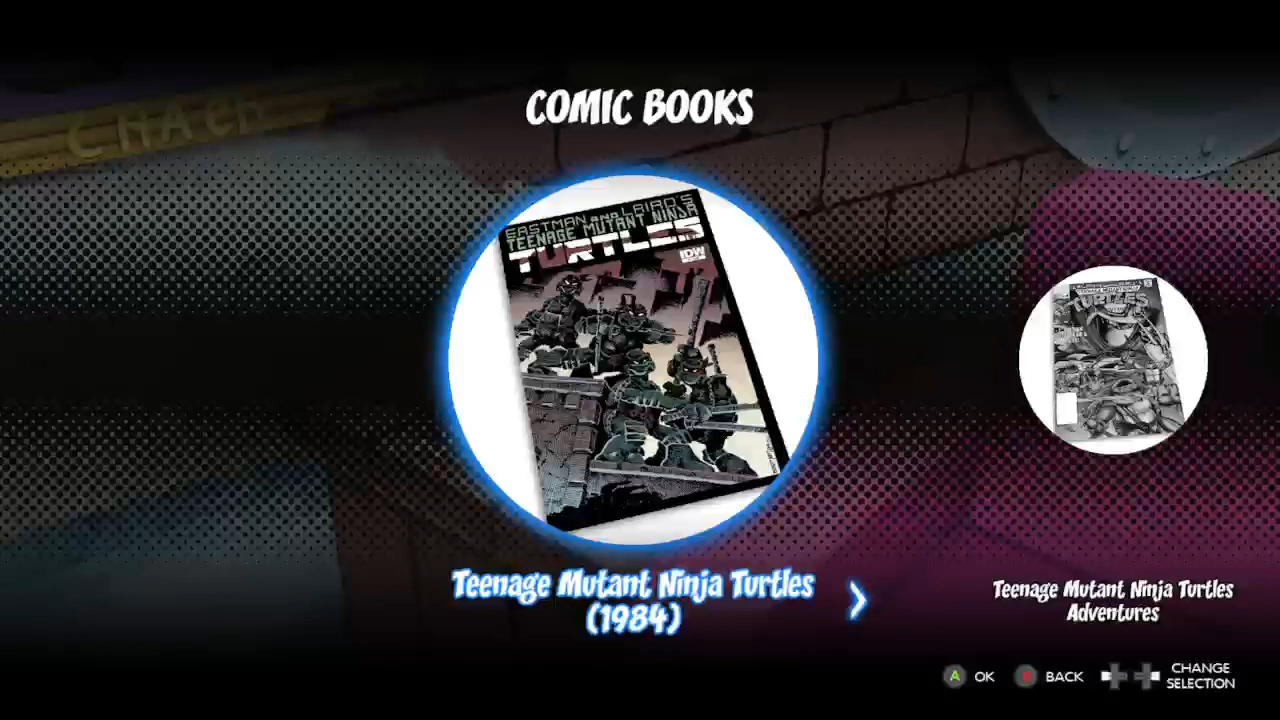 COMIC BOOKS
EASTMAN AND LAIRD'S
TEENAGE MUTANT NINJA
TURTLES
IDW
TURTLES
Teenage Mutant Ninja Turtles
(1984)
Teenage Mutant Ninja Turtles
Adventures
A OK
BACK
CHANGE
SELECTION